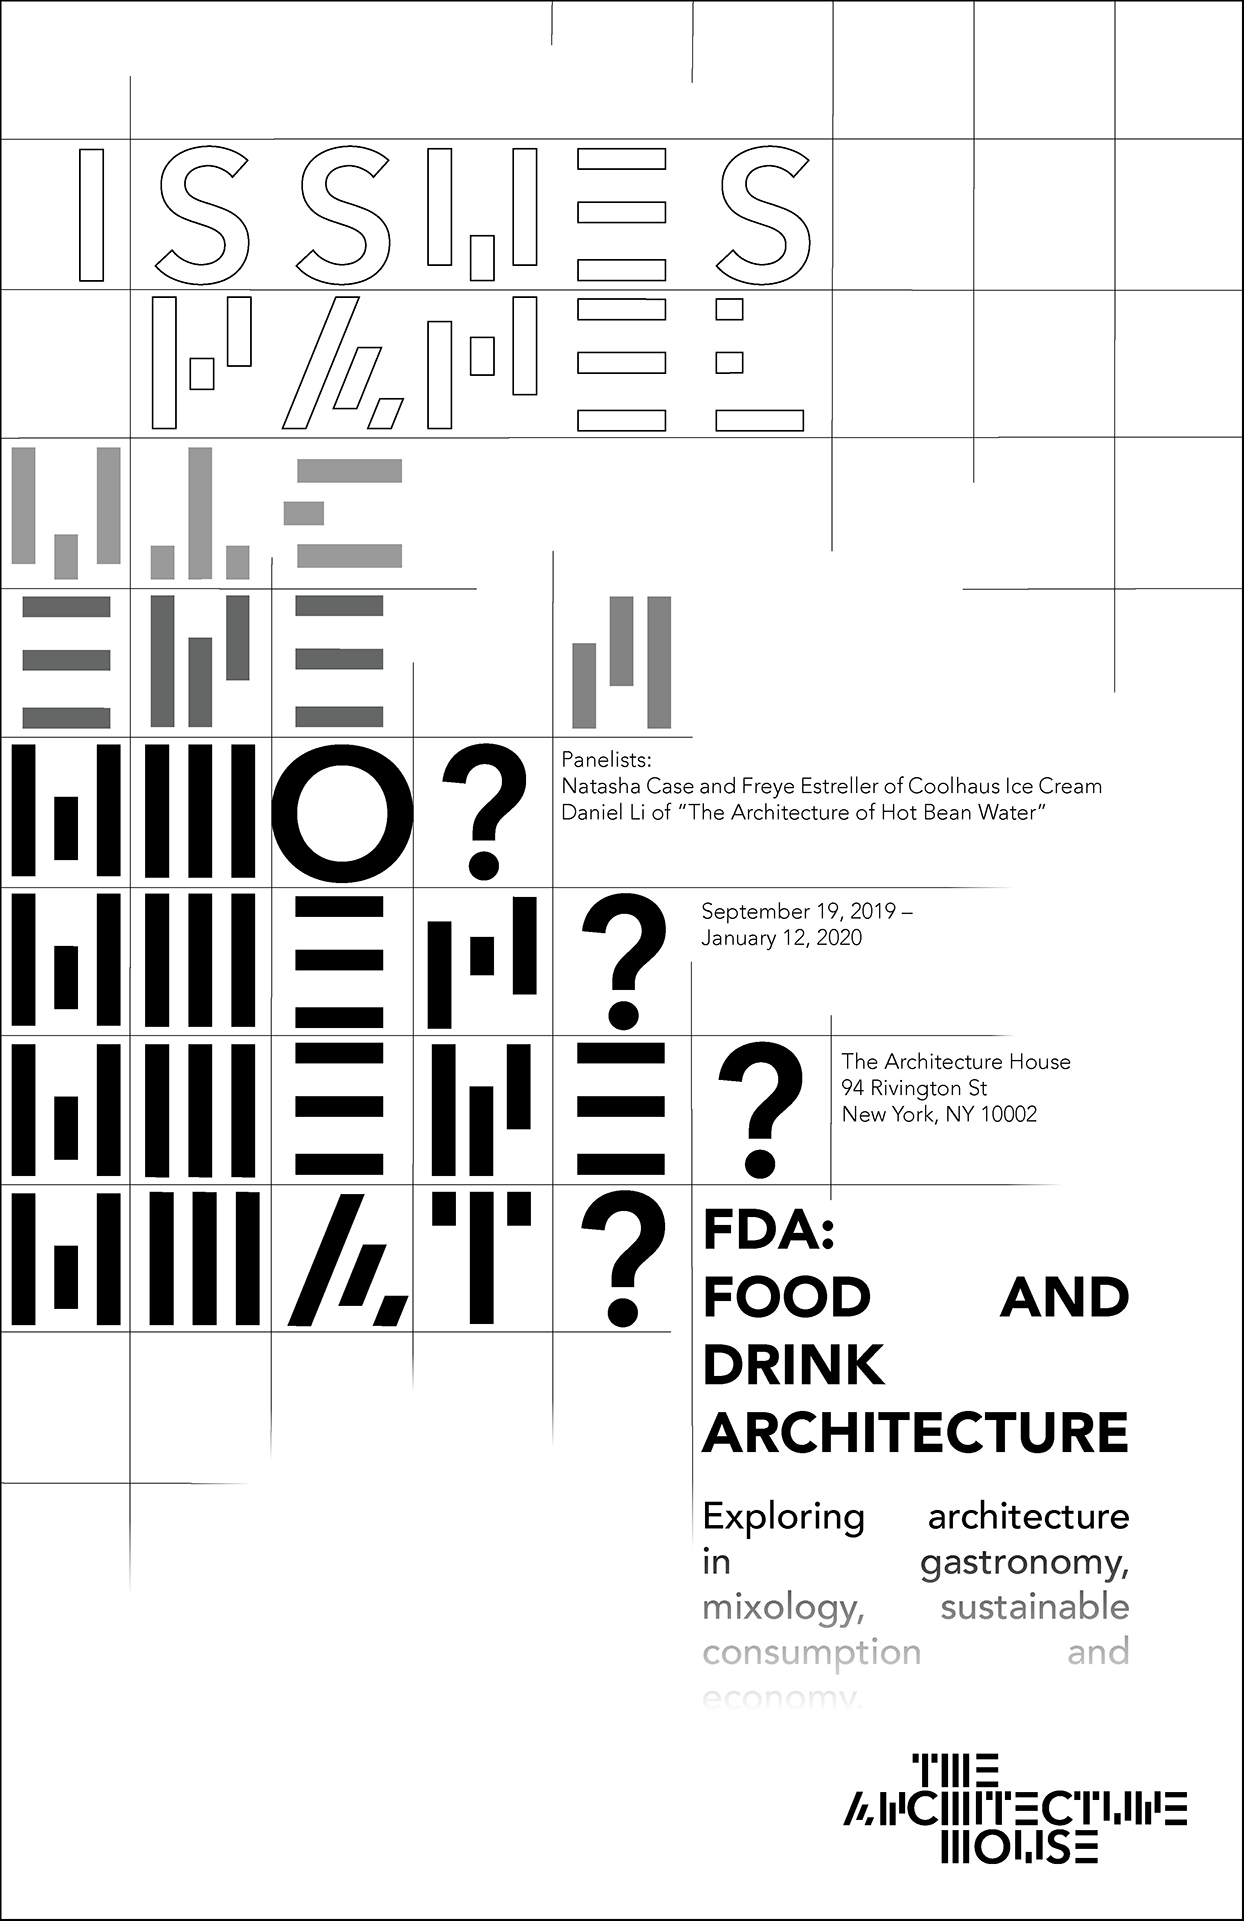 ISSUES
PANEL
WHO?
Panelists:
Natasha Case and Freye Estreller of Coolhaus Ice Cream
Daniel Li of “The Architecture of Hot Bean Water”
WHEN?
September 19, 2019 –
January 12, 2020
WHERE?
The Architecture House
94 Rivington St
New York, NY 10002
WHAT?
FDA:
FOOD AND
DRINK
ARCHITECTURE
Exploring architecture
in gastronomy,
mixology, sustainable
consumption and
economy.
THE
ARCHITECTURE
HOUSE